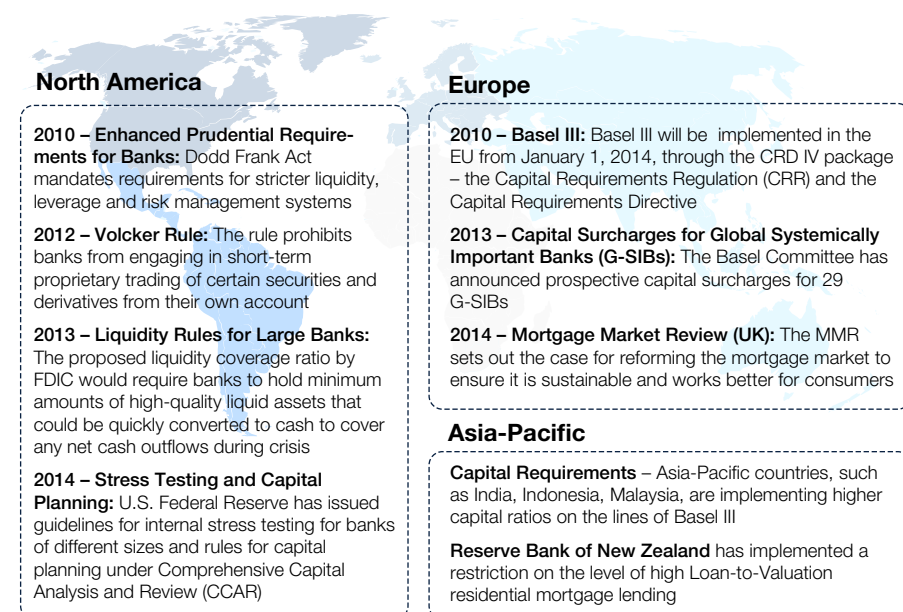 North America
2010 – Enhanced Prudential Require-
ments for Banks: Dodd Frank Act
mandates requirements for stricter liquidity,
leverage and risk management systems
2012 – Volcker Rule: The rule prohibits
banks from engaging in short-term
proprietary trading of certain securities and
derivatives from their own account
2013 – Liquidity Rules for Large Banks:
The proposed liquidity coverage ratio by
FDIC would require banks to hold minimum
amounts of high-quality liquid assets that
could be quickly converted to cash to cover
any net cash outflows during crisis
2014 – Stress Testing and Capital
Planning: U.S. Federal Reserve has issued
guidelines for internal stress testing for banks
of different sizes and rules for capital
planning under Comprehensive Capital
Analysis and Review (CCAR)
Europe
2010 – Basel III: Basel III will be implemented in the
EU from January 1, 2014, through the CRD IV package
– the Capital Requirements Regulation (CRR) and the
Capital Requirements Directive
2013 – Capital Surcharges for Global Systemically
Important Banks (G-SIBs): The Basel Committee has
announced prospective capital surcharges for 29
G-SIBs
2014 – Mortgage Market Review (UK): The MMR
sets out the case for reforming the mortgage market to
ensure it is sustainable and works better for consumers
Asia-Pacific
Capital Requirements – Asia-Pacific countries, such
as India, Indonesia, Malaysia, are implementing higher
capital ratios on the lines of Basel III
Reserve Bank of New Zealand has implemented a
restriction on the level of high Loan-to-Valuation
residential mortgage lending